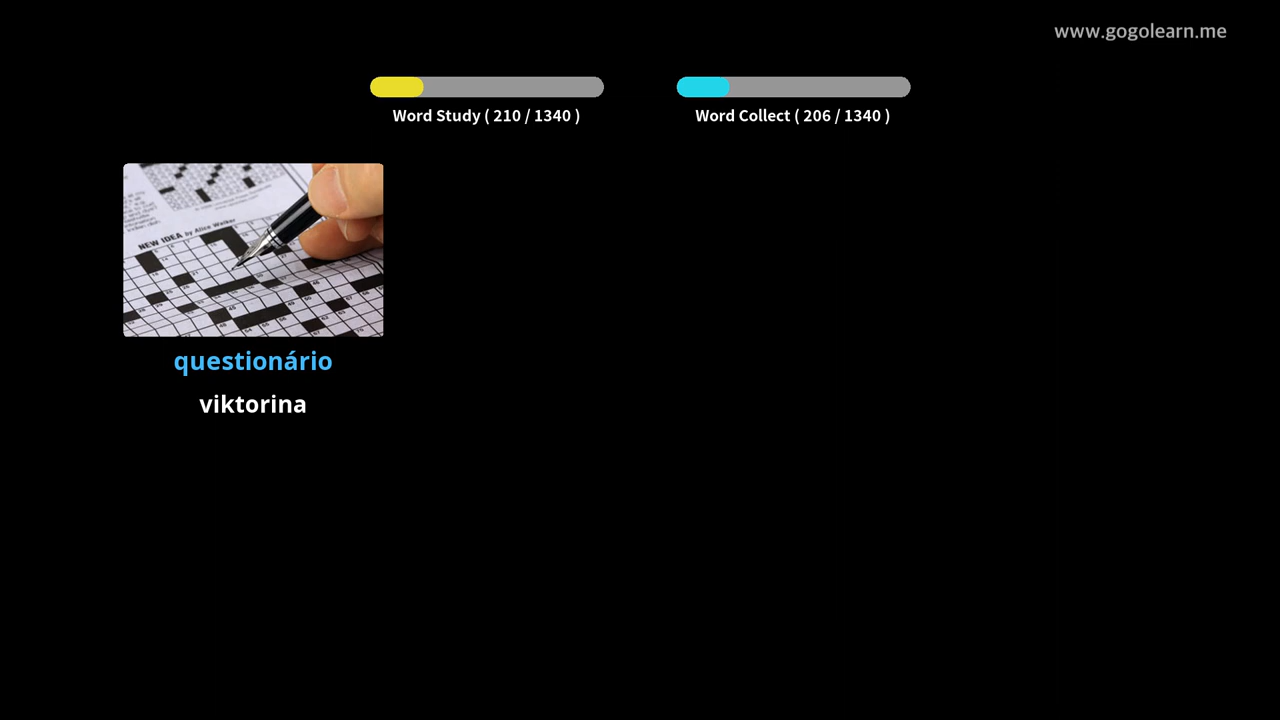 www.gogolearn.me
Word Study ( 210 / 1340 )
Word Collect ( 206 / 1340 )
NEW IDEA by Alice Walker
questionário
viktorina